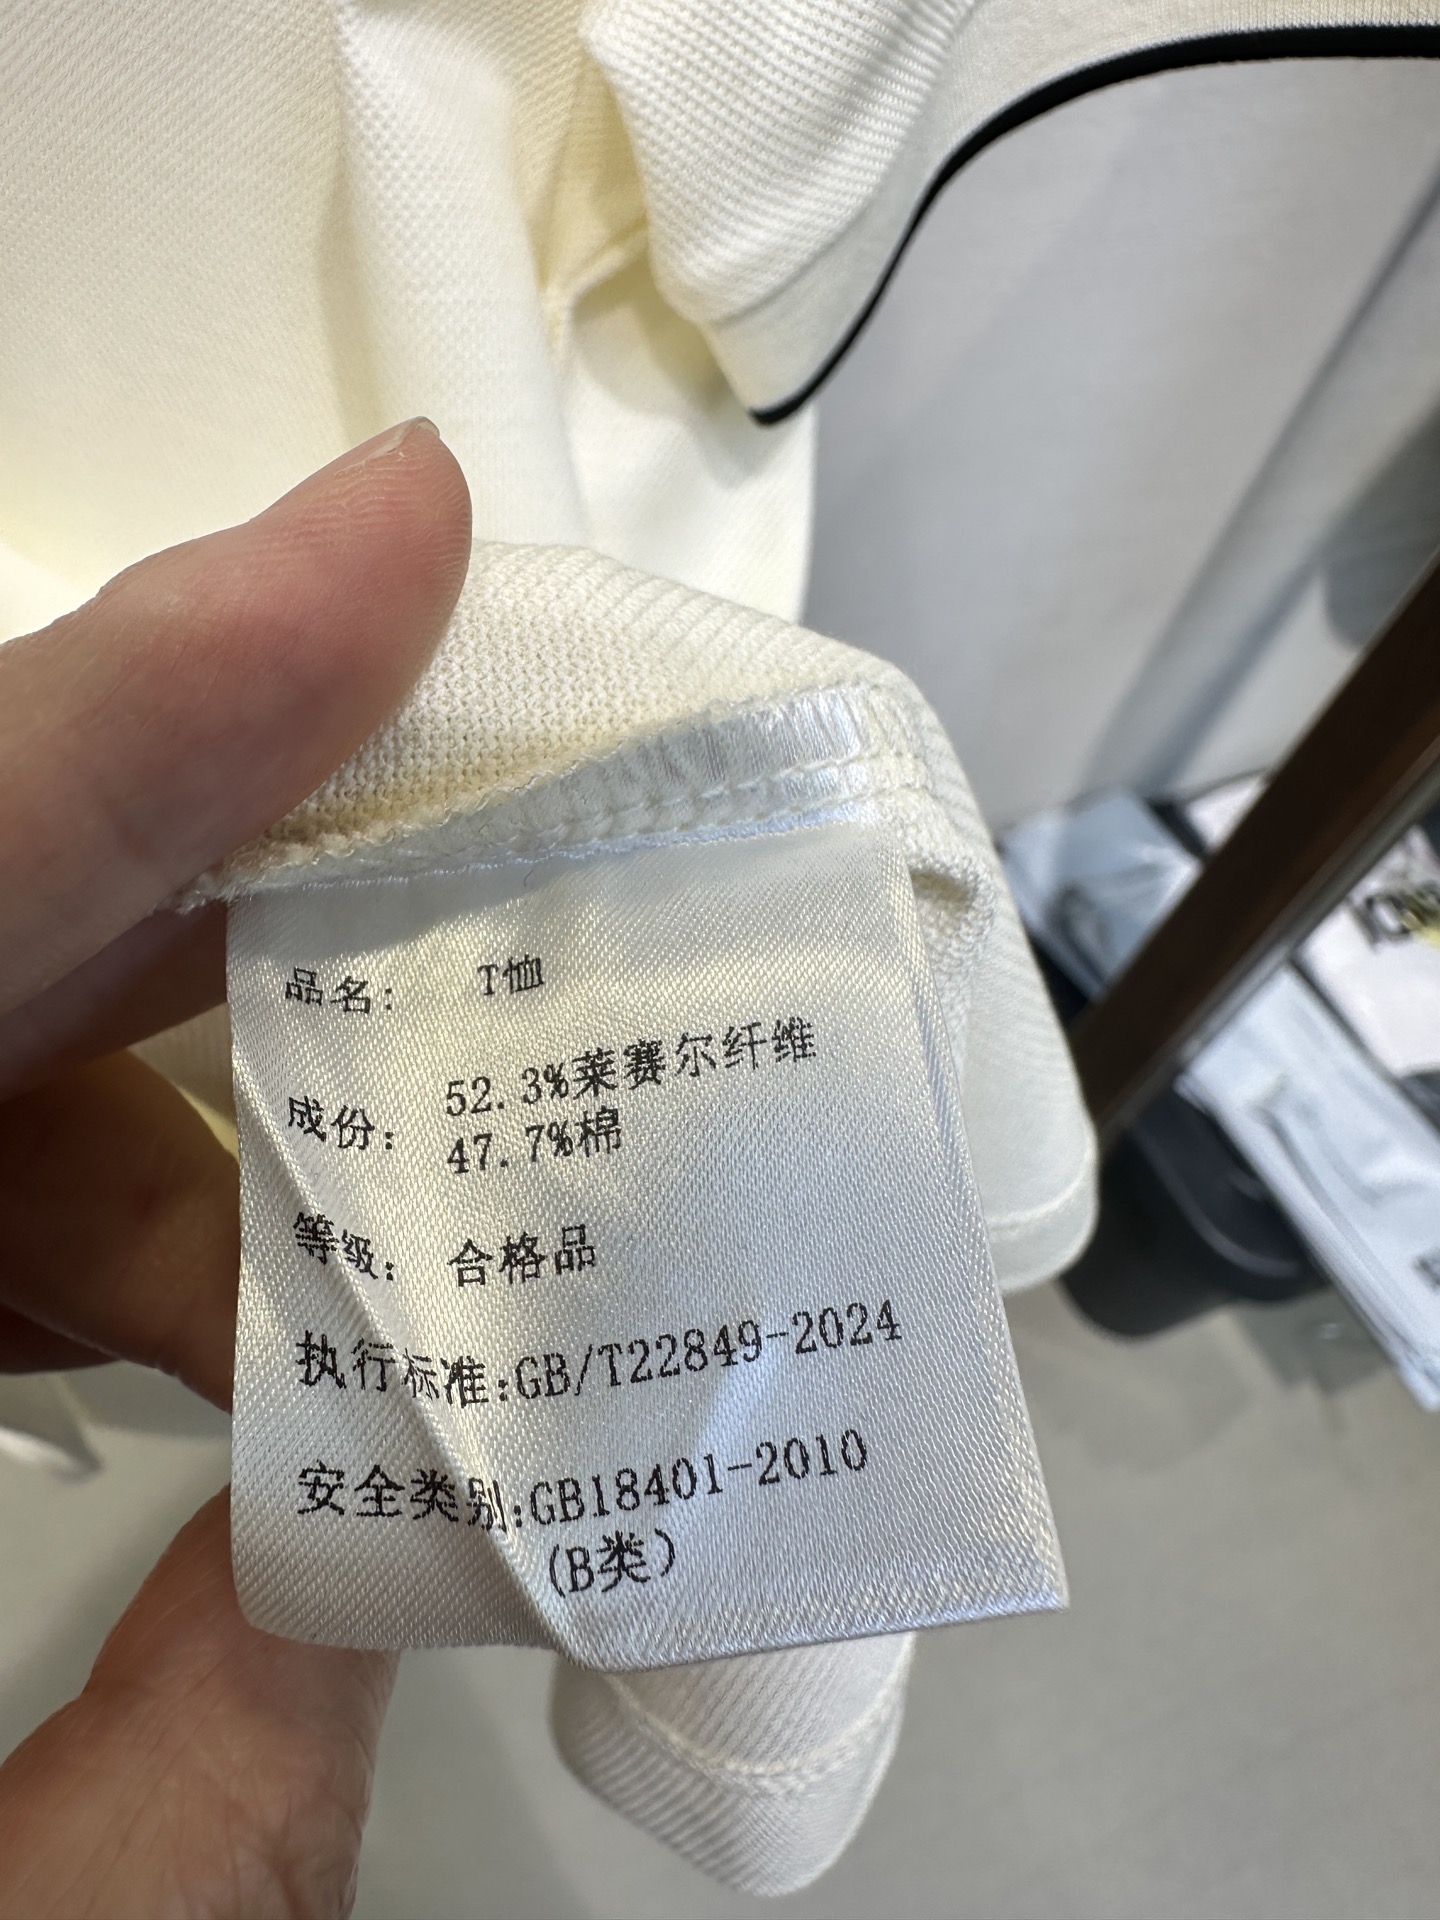 品名: T恤
成份: 52.3%莱赛尔纤维
47.7%棉
等级: 合格品
执行标准:GB/T22849-2024
安全类别:GB18401-2010
(B类)